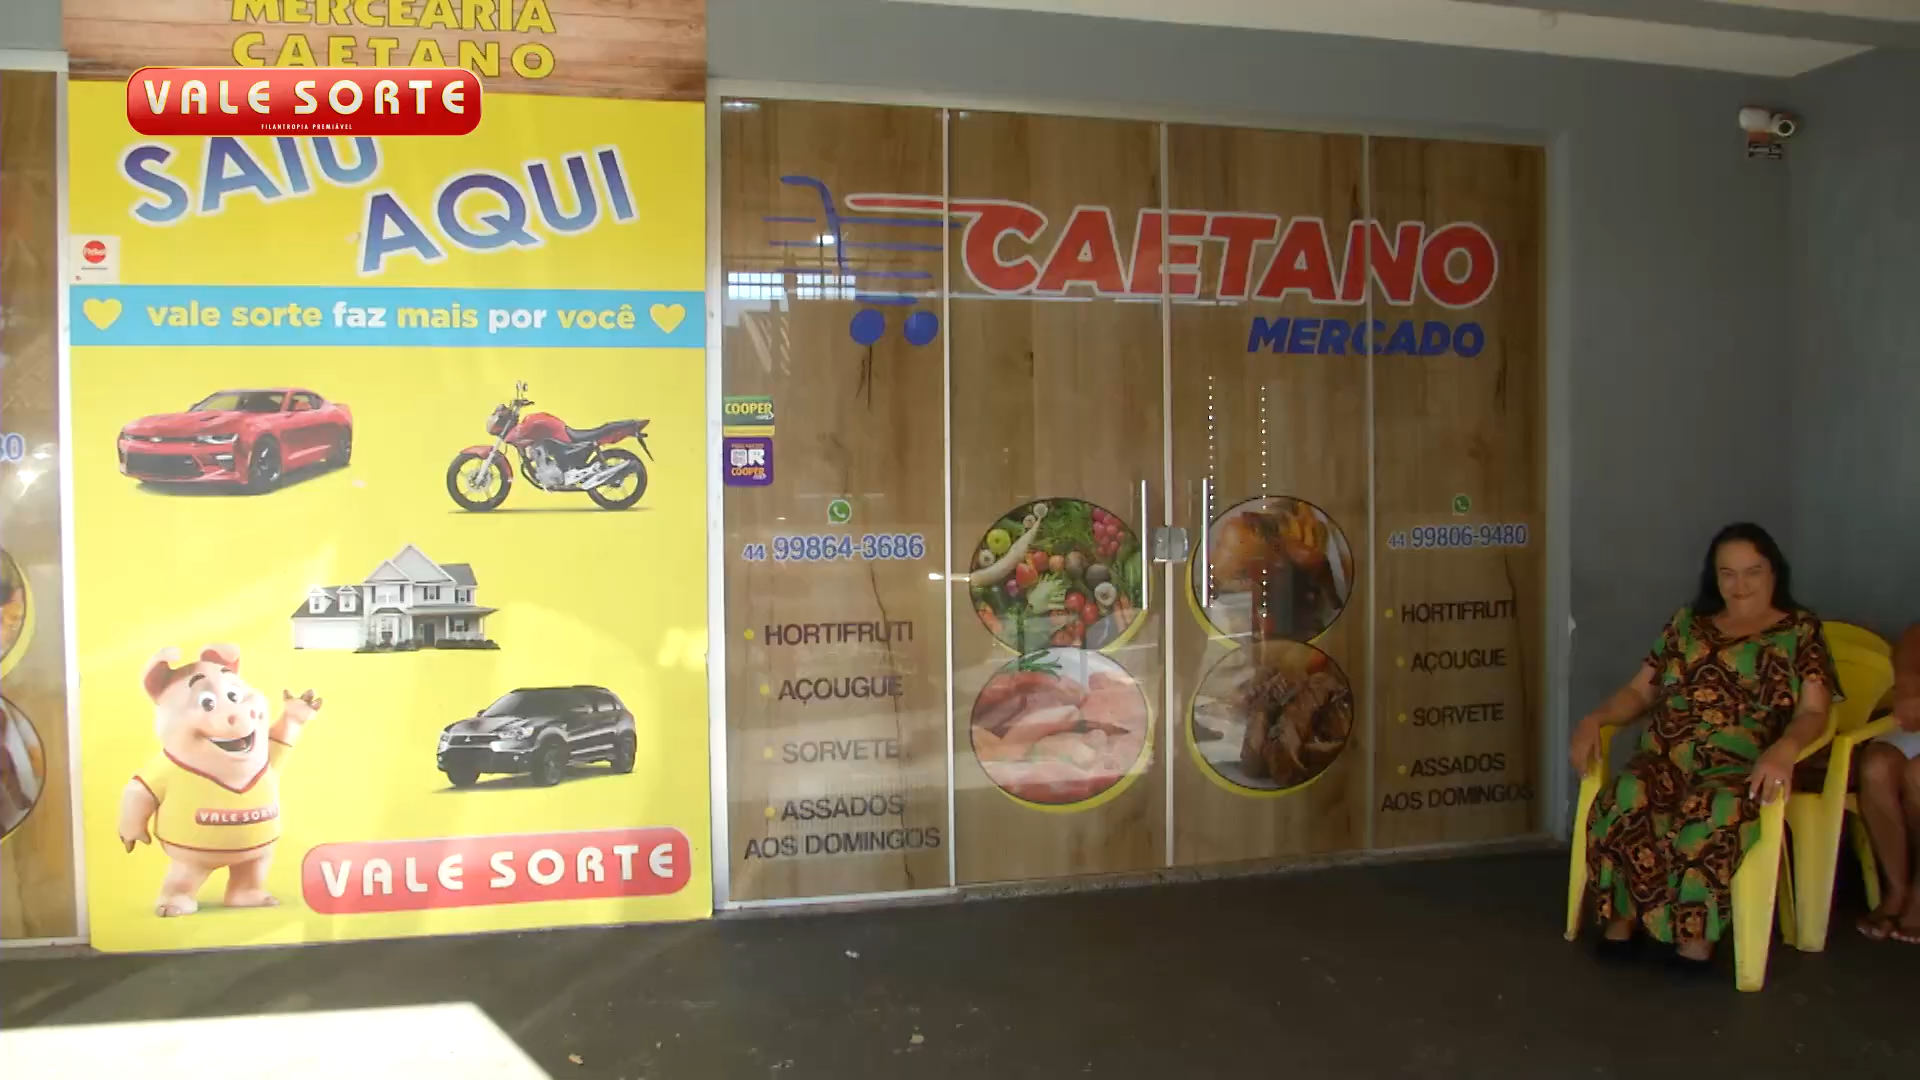 MERCEARIA
CAETANO
VALE SORTE
FILANTROPIA PREMIÁVEL
SAIU
AQUI
vale sorte faz mais por você
VALE SORTE
VALE SORTE
CAETANO
MERCADO
COOPER
COOPER
44 99864-3686
HORTIFRUTI
AÇOUGUE
SORVETE
ASSADOS
AOS DOMINGOS
44 99806-9480
HORTIFRUTI
AÇOUGUE
SORVETE
ASSADOS
AOS DOMINGOS